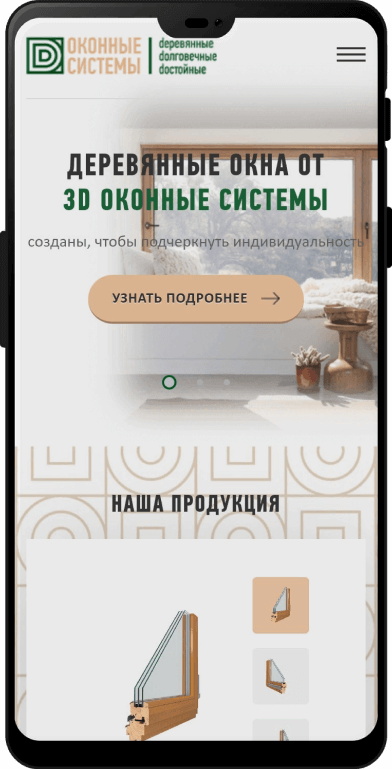 ОКОННЫЕ
СИСТЕМЫ
деревянные
долговечные
достойные
ДЕРЕВЯННЫЕ ОКНА ОТ
3D ОКОННЫЕ СИСТЕМЫ
созданы, чтобы подчеркнуть индивидуальность
УЗНАТЬ ПОДРОБНЕЕ
НАША ПРОДУКЦИЯ